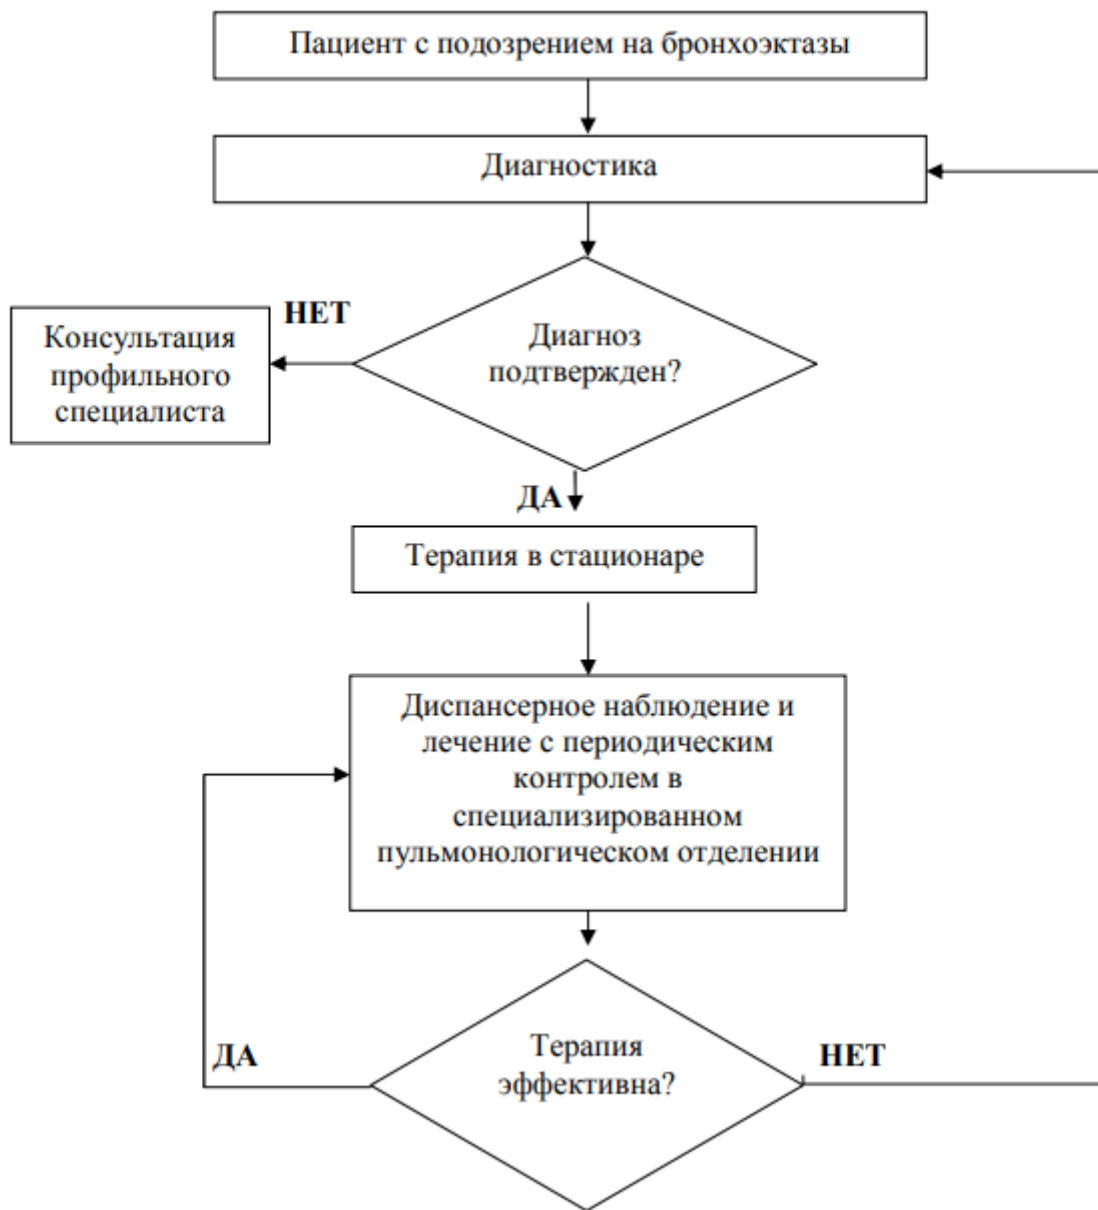 Пациент с подозрением на бронхоэктазы
Диагностика
НЕТ
Консультация
профильного
специалиста
Диагноз
подтвержден?
ДА
Терапия в стационаре
Диспансерное наблюдение и
лечение с периодическим
контролем в
специализированном
пульмонологическом отделении
Терапия
эффективна?
ДА
НЕТ